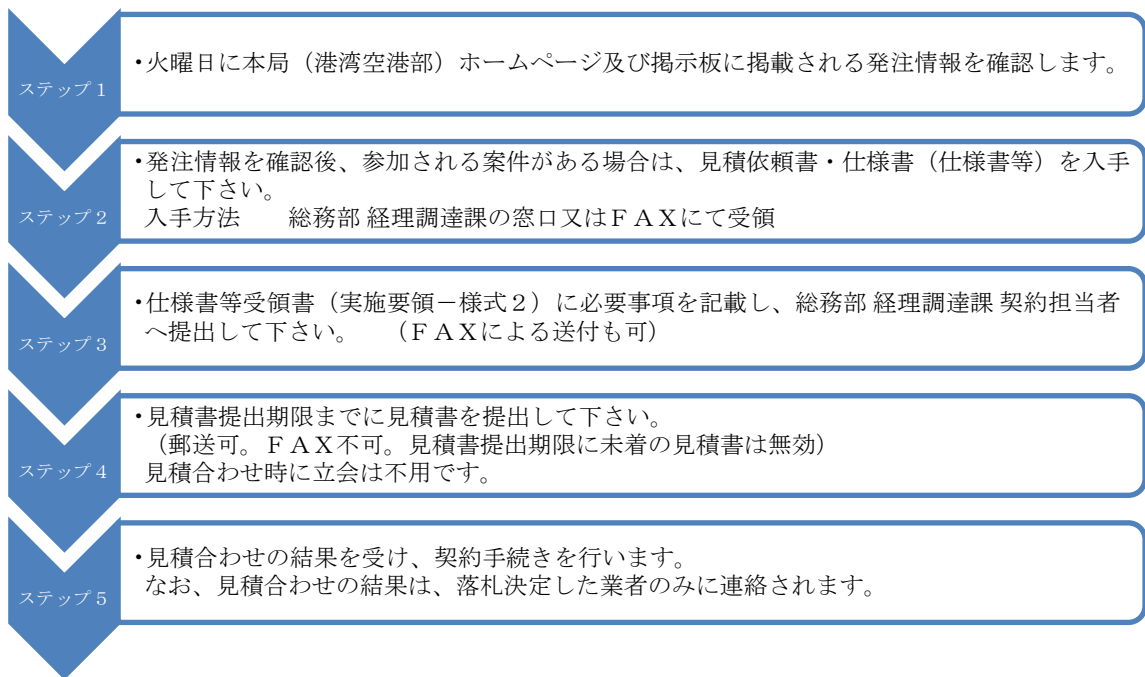 ステップ１
・火曜日に本局（港湾空港部）ホームページ及び掲示板に掲載される発注情報を確認します。
ステップ２
・発注情報を確認後、参加される案件がある場合は、見積依頼書・仕様書（仕様書等）を入手
して下さい。
入手方法　　総務部 経理調達課の窓口又はＦＡＸにて受領
ステップ３
・仕様書等受領書（実施要領－様式２）に必要事項を記載し、総務部 経理調達課 契約担当者
へ提出して下さい。　　（ＦＡＸによる送付も可）
ステップ４
・見積書提出期限までに見積書を提出して下さい。
（郵送可。ＦＡＸ不可。見積書提出期限に未着の見積書は無効）
見積合わせ時に立会は不用です。
ステップ５
・見積合わせの結果を受け、契約手続きを行います。
なお、見積合わせの結果は、落札決定した業者のみに連絡されます。